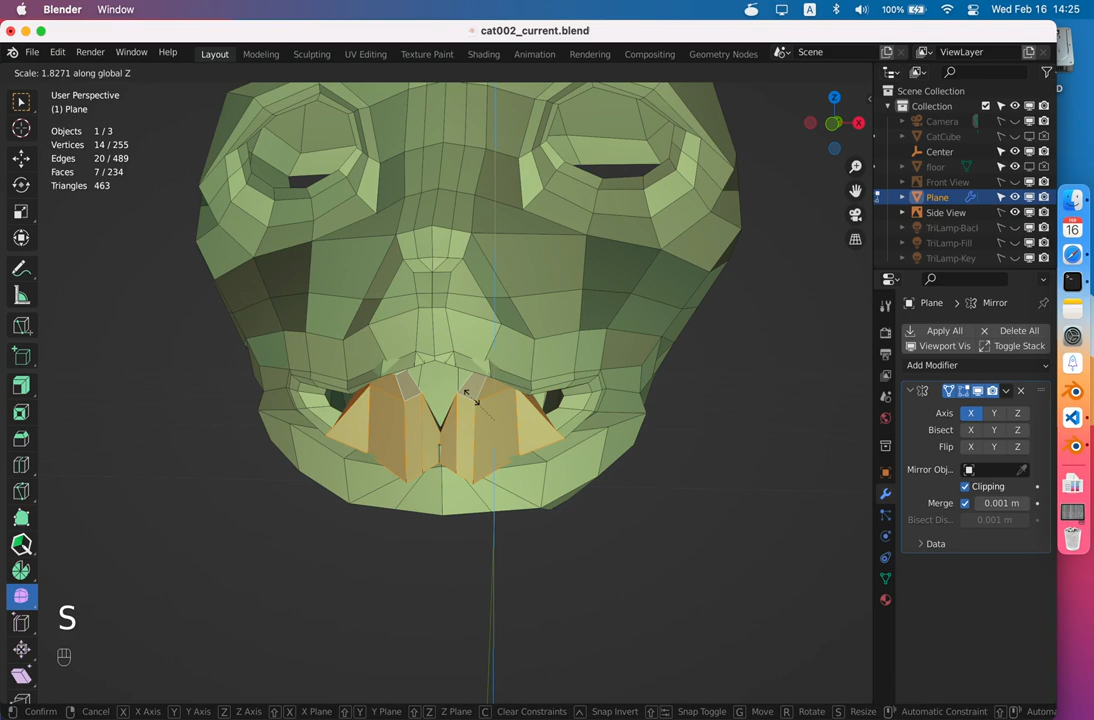 Blender Window 100% A Wed Feb 16 14:25
cat002_current.blend
File Edit Render Window Help Layout Modeling Sculpting UV Editing Texture Paint Shading Animation Rendering Compositing Geometry Nodes Scene ViewLayer
Scale: 1.8271 along global Z
User Perspective
(1) Plane
Objects 1 / 3
Vertices 14 / 255
Edges 20 / 489
Faces 7 / 234
Triangles 463
Z
X
Scene Collection
Collection
Camera
CatCube
Center
floor
Front View
Plane
Side View
TriLamp-Back
TriLamp-Fill
TriLamp-Key
FEB
16
Plane > Mirror
Apply All Delete All
Viewport Vis Toggle Stack
Add Modifier
Axis X Y Z
Bisect X Y Z
Flip X Y Z
Mirror Obj...
Clipping
Merge 0.001 m
Bisect Dis... 0.001 m
Data
S
Confirm Cancel X X Axis Y Y Axis Z Z Axis X X Plane Y Y Plane Z Z Plane C Clear Constraints Snap Invert Snap Toggle G Move R Rotate S Resize Automatic Constraint Automa